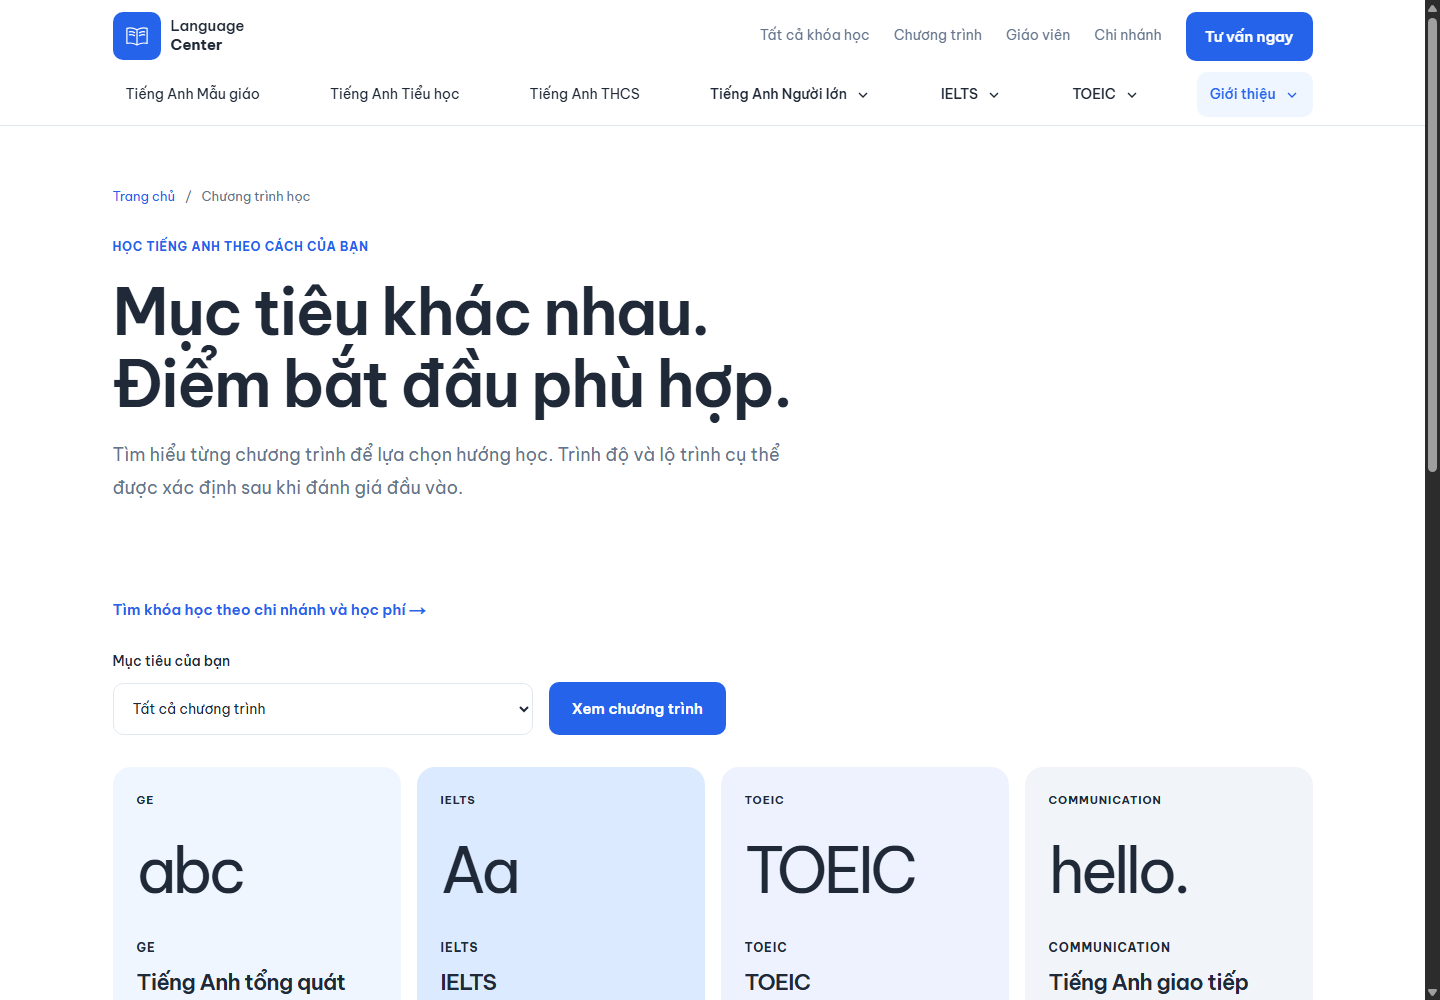 Language
Center
Tất cả khóa học
Chương trình
Giáo viên
Chi nhánh
Tư vấn ngay
Tiếng Anh Mẫu giáo
Tiếng Anh Tiểu học
Tiếng Anh THCS
Tiếng Anh Người lớn
IELTS
TOEIC
Giới thiệu
Trang chủ / Chương trình học
HỌC TIẾNG ANH THEO CÁCH CỦA BẠN
Mục tiêu khác nhau.
Điểm bắt đầu phù hợp.
Tìm hiểu từng chương trình để lựa chọn hướng học. Trình độ và lộ trình cụ thể
được xác định sau khi đánh giá đầu vào.
Tìm khóa học theo chi nhánh và học phí →
Mục tiêu của bạn
Tất cả chương trình
Xem chương trình
GE
abc
GE
Tiếng Anh tổng quát
IELTS
Aa
IELTS
IELTS
TOEIC
TOEIC
TOEIC
TOEIC
COMMUNICATION
hello.
COMMUNICATION
Tiếng Anh giao tiếp